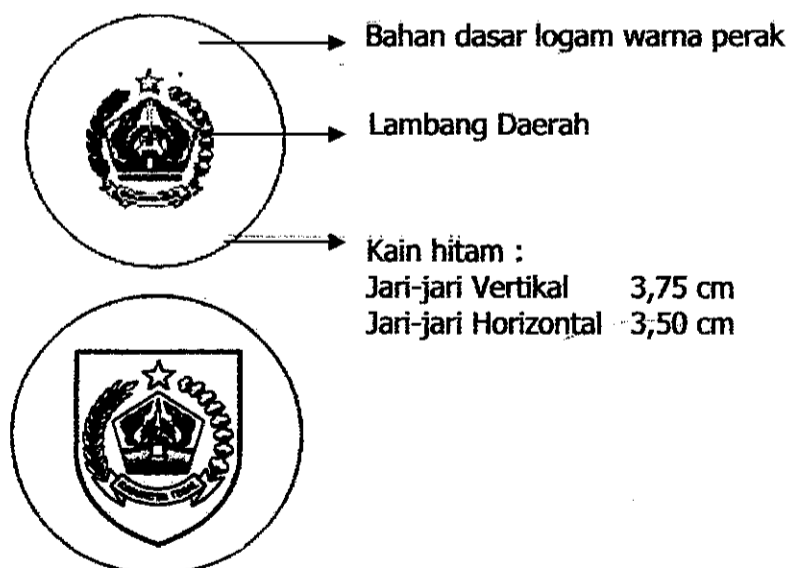 Bahan dasar logam warna perak
Lambang Daerah
Kain hitam :
Jari-jari Vertikal 3,75 cm
Jari-jari Horizontal 3,50 cm